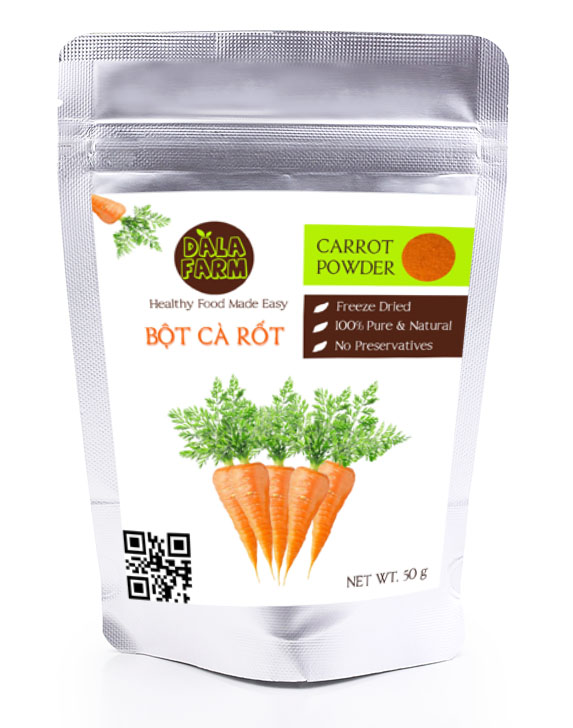 DALA
FARM
Healthy Food Made Easy
BỘT CÀ RỐT
CARROT
POWDER
Freeze Dried
100% Pure & Natural
No Preservatives
NET WT. 50 g